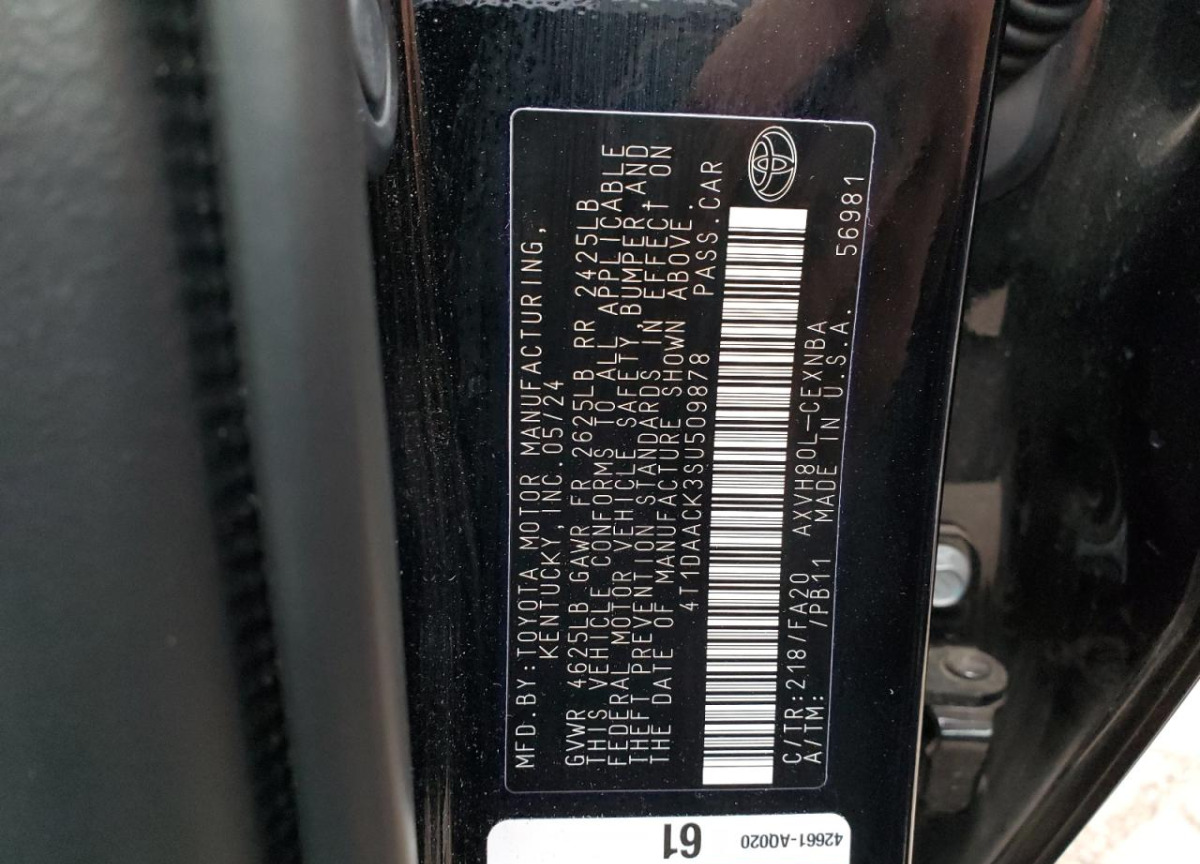 MFD.BY:TOYOTA MOTOR MANUFACTURING,
KENTUCKY, INC. 05/24
GVWR 4625LB GAWR FR 2625LB RR 2425LB
THIS VEHICLE CONFORMS TO ALL APPLICABLE
FEDERAL MOTOR VEHICLE SAFETY, BUMPER, AND
THEFT PREVENTION STANDARDS IN EFFECT ON
THE DATE OF MANUFACTURE SHOWN ABOVE.
4T1DAACK3SU509878 PASS.CAR
C/TR:218/FA20 AXVH80L-CEXNBA 56981
A/TM: /PB11 MADE IN U.S.A.
61
42661-AQ020